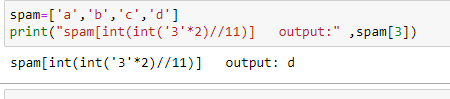 spam=['a','b','c','d']
print("spam[int(int('3'*2)//11)]   output:" ,spam[3])
spam[int(int('3'*2)//11)]   output: d